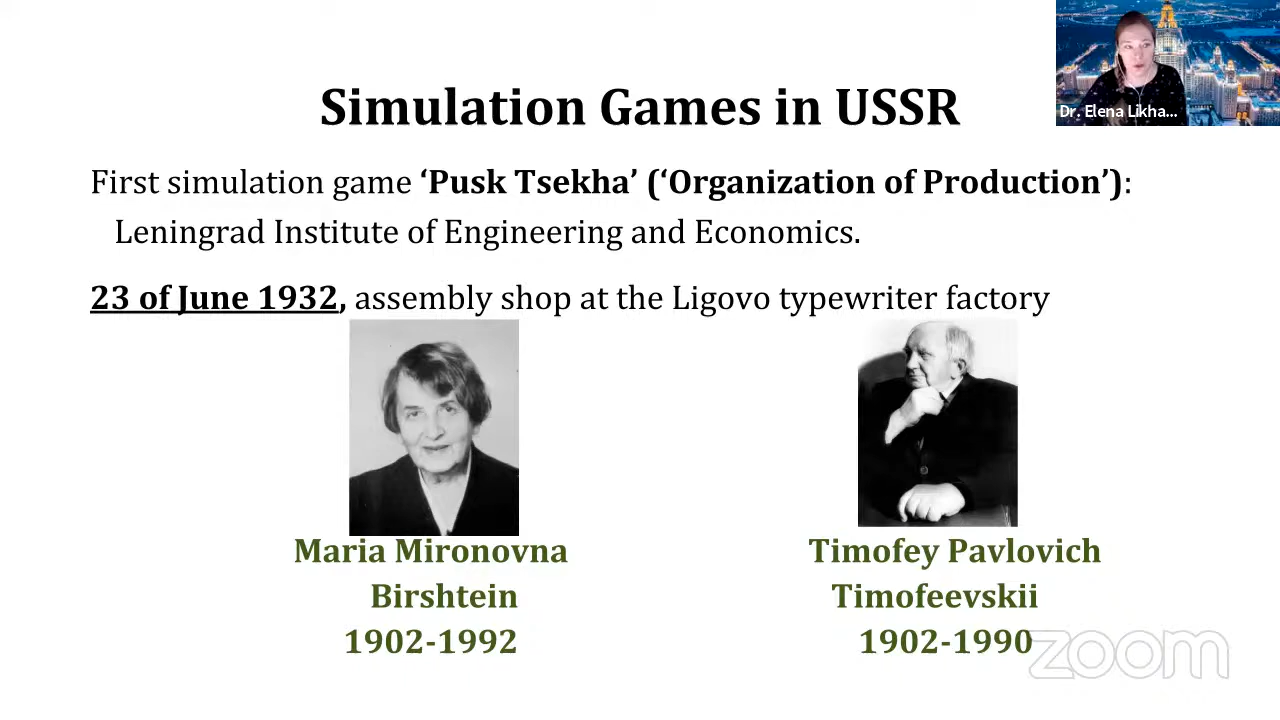 Dr. Elena Likha...
Simulation Games in USSR
First simulation game ‘Pusk Tsekha’ (‘Organization of Production’):
Leningrad Institute of Engineering and Economics.
23 of June 1932, assembly shop at the Ligovo typewriter factory
Maria Mironovna
Birshtein
1902-1992
Timofey Pavlovich
Timofeevskii
1902-1990
zoom